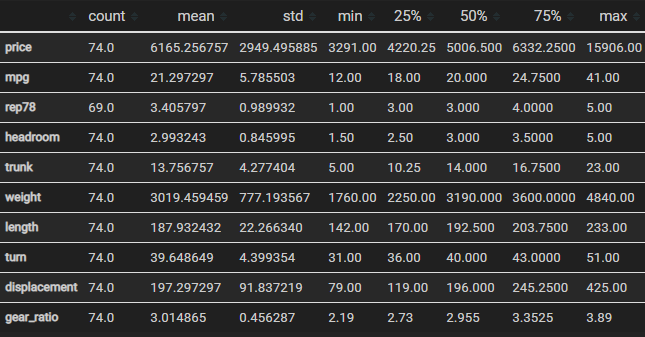 count mean std min 25% 50% 75% max
price 74.0 6165.256757 2949.495885 3291.00 4220.25 5006.500 6332.2500 15906.00
mpg 74.0 21.297297 5.785503 12.00 18.00 20.000 24.7500 41.00
rep78 69.0 3.405797 0.989932 1.00 3.00 3.000 4.0000 5.00
headroom 74.0 2.993243 0.845995 1.50 2.50 3.000 3.5000 5.00
trunk 74.0 13.756757 4.277404 5.00 10.25 14.000 16.7500 23.00
weight 74.0 3019.459459 777.193567 1760.00 2250.00 3190.000 3600.0000 4840.00
length 74.0 187.932432 22.266340 142.00 170.00 192.500 203.7500 233.00
turn 74.0 39.648649 4.399354 31.00 36.00 40.000 43.0000 51.00
displacement 74.0 197.297297 91.837219 79.00 119.00 196.000 245.2500 425.00
gear_ratio 74.0 3.014865 0.456287 2.19 2.73 2.955 3.3525 3.89